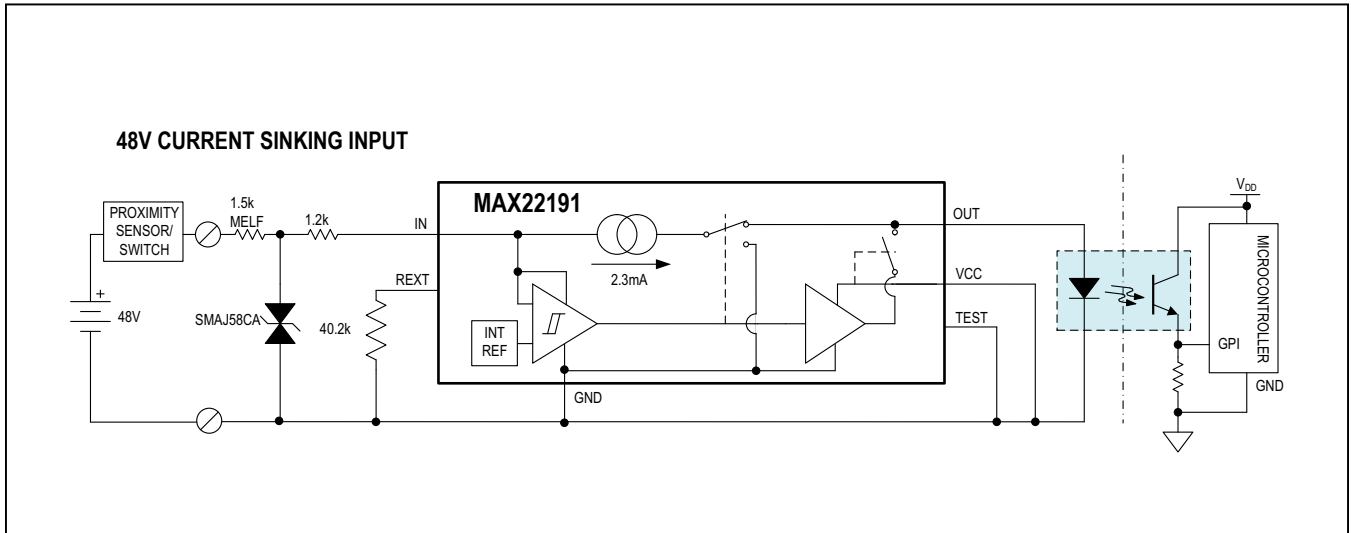 48V CURRENT SINKING INPUT
PROXIMITY
SENSOR/
SWITCH
1.5k
MELF
1.2k
IN
MAX22191
OUT
VDD
REXT
2.3mA
VCC
+
48V
SMAJ58CA
40.2k
INT
REF
TEST
GPI
MICROCONTROLLER
GND
GND